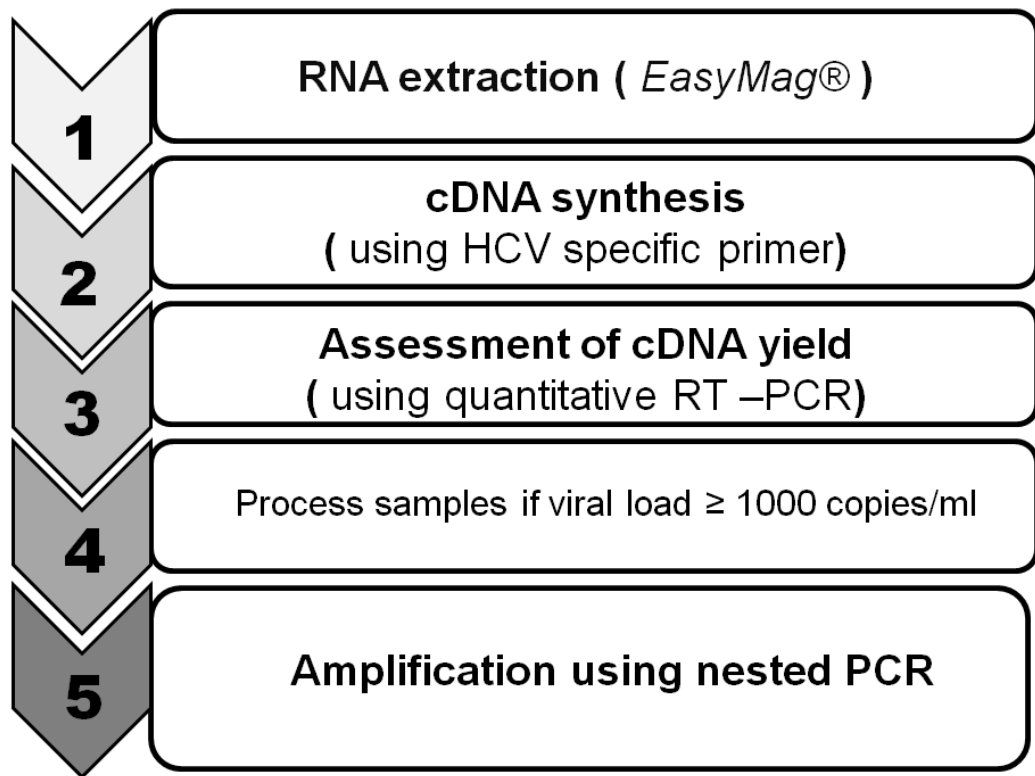 1
RNA extraction ( EasyMag® )
2
cDNA synthesis
( using HCV specific primer)
3
Assessment of cDNA yield
( using quantitative RT –PCR)
4
Process samples if viral load ≥ 1000 copies/ml
5
Amplification using nested PCR